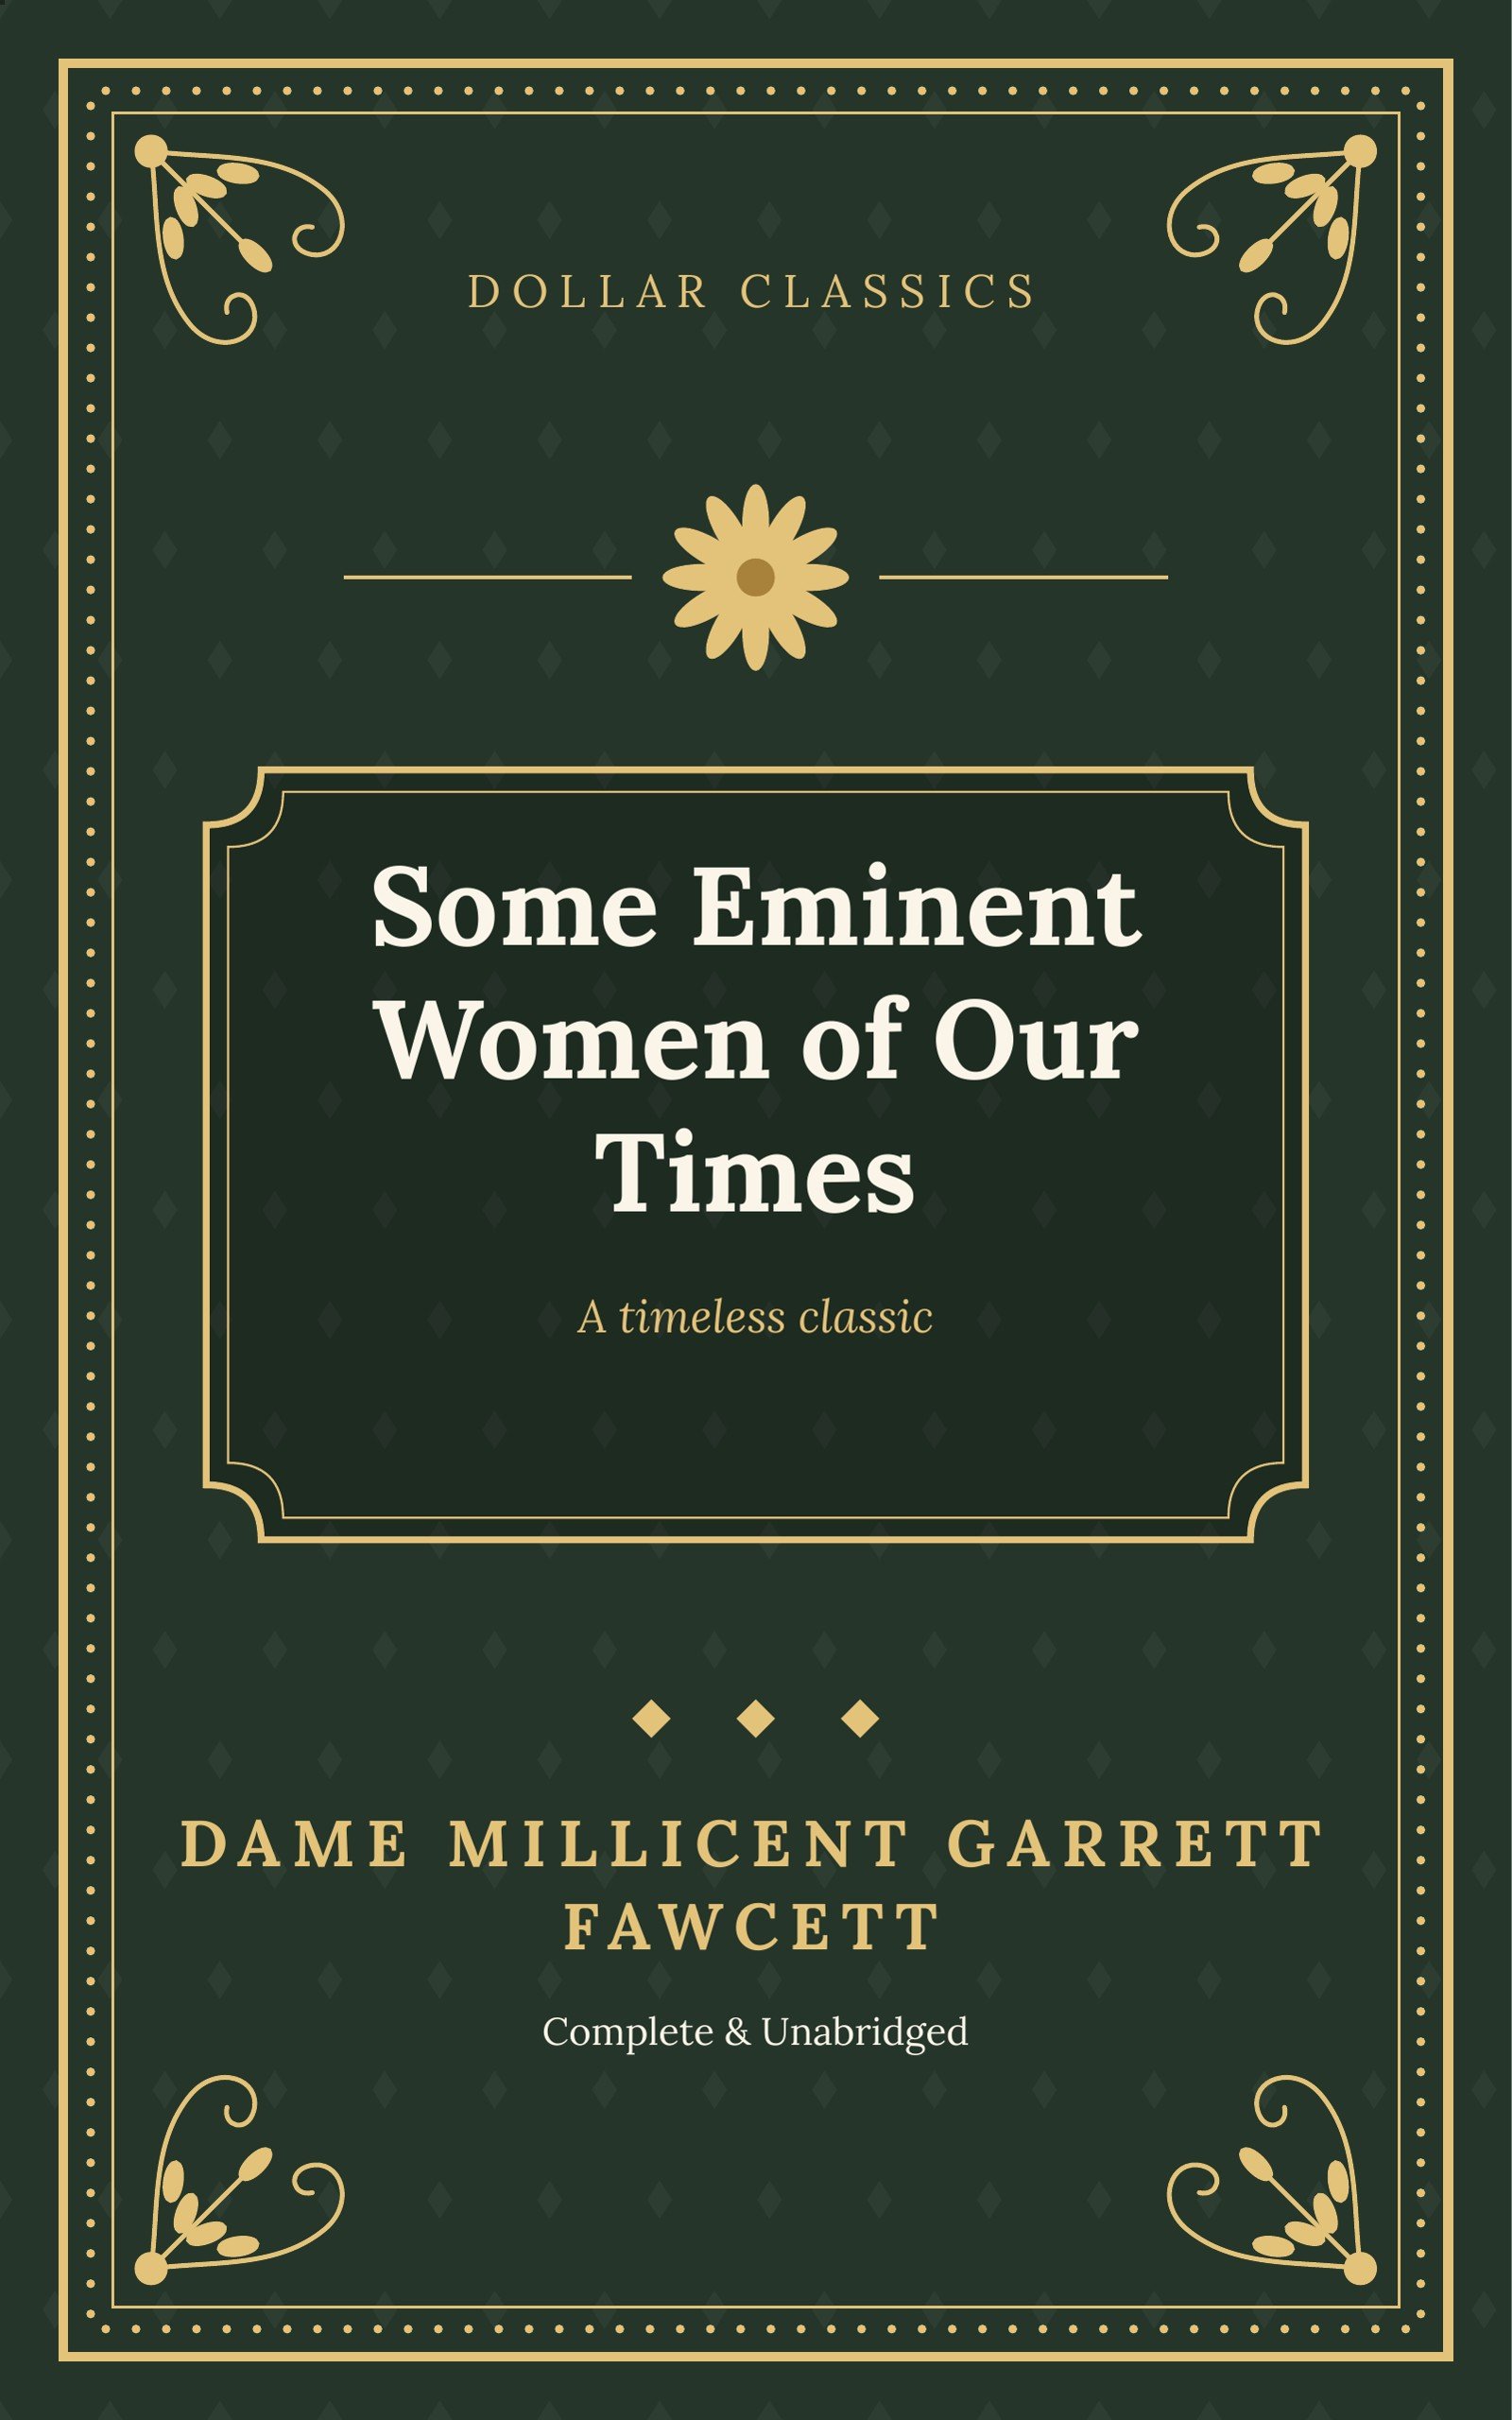 DOLLAR CLASSICS
Some Eminent
Women of Our
Times
A timeless classic
DAME MILLICENT GARRETT
FAWCETT
Complete & Unabridged